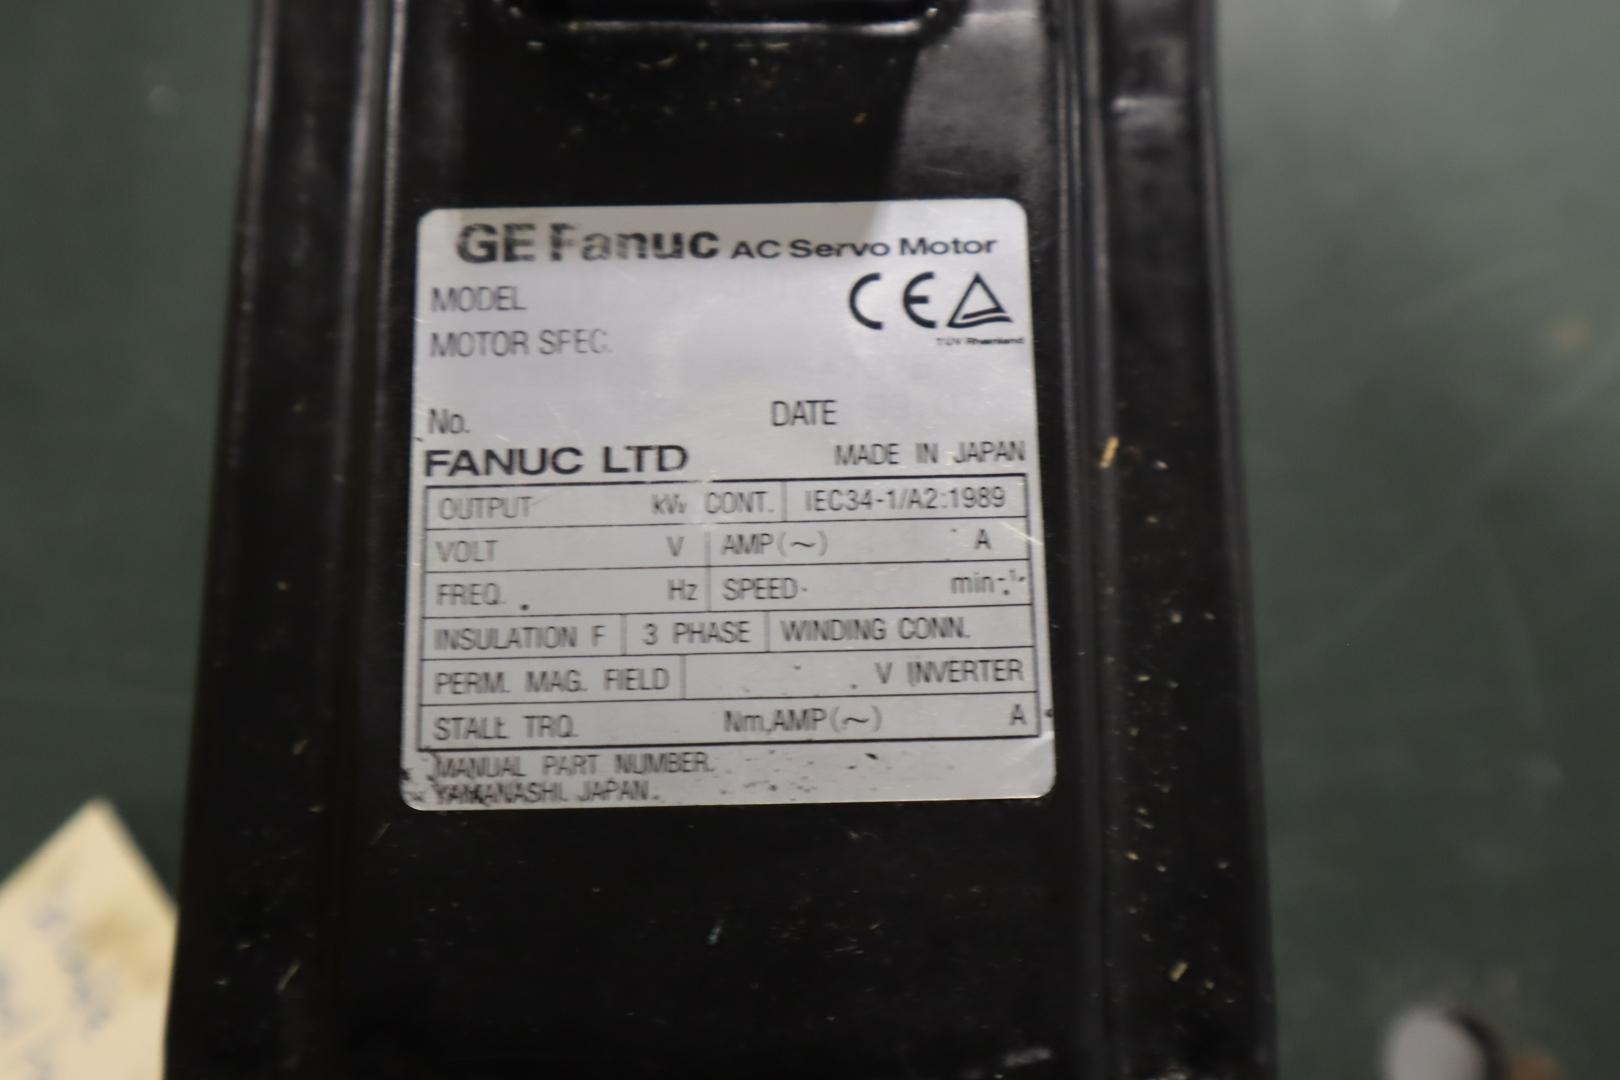 GE Fanuc AC Servo Motor
MODEL
CE
MOTOR SPEC.
TÜV Rheinland
No. DATE
FANUC LTD MADE IN JAPAN
OUTPUT kW CONT. IEC34-1/A2:1989
VOLT V AMP(～) A
FREQ. Hz SPEED min-1
INSULATION F 3 PHASE WINDING CONN.
PERM. MAG. FIELD V INVERTER
STALL TRQ. Nm,AMP(～) A
MANUAL PART NUMBER.
YAMANASHI. JAPAN.